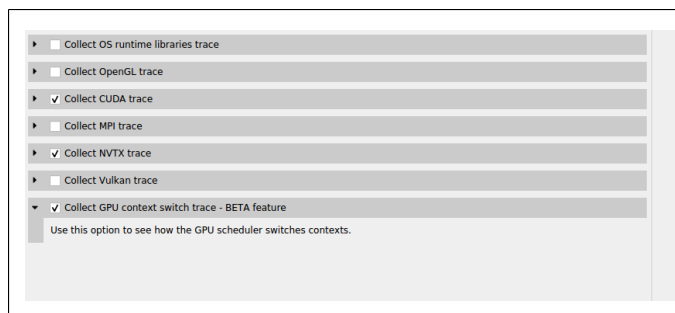 Collect OS runtime libraries trace
Collect OpenGL trace
Collect CUDA trace
Collect MPI trace
Collect NVTX trace
Collect Vulkan trace
Collect GPU context switch trace - BETA feature
Use this option to see how the GPU scheduler switches contexts.